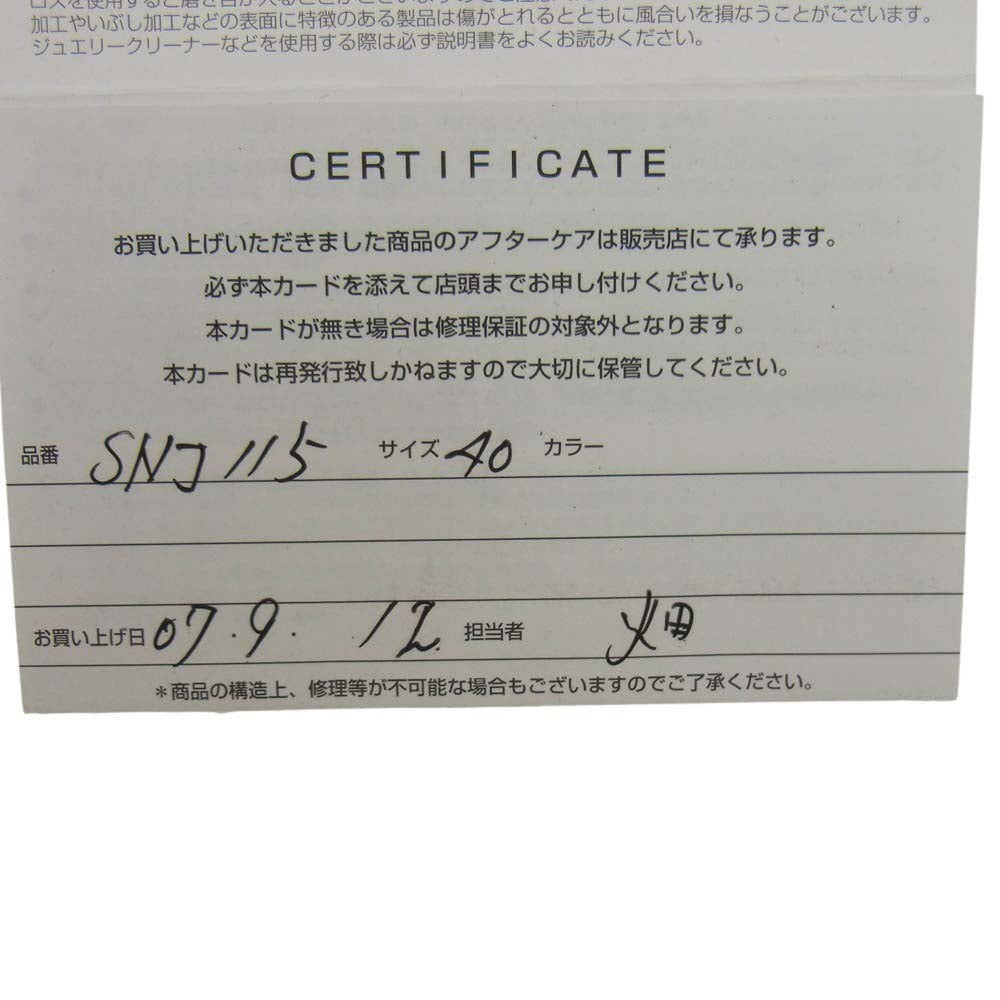 加工やいぶし加工などの表面に特徴のある製品は傷がとれるとともに風合いを損なうことがございます。
ジュエリークリーナーなどを使用する際は必ず説明書をよくお読みください。
CERTIFICATE
お買い上げいただきました商品のアフターケアは販売店にて承ります。
必ず本カードを添えて店頭までお申し付けください。
本カードが無き場合は修理保証の対象外となります。
本カードは再発行致しかねますので大切に保管してください。
品番 SNJ115 サイズ 40 カラー
お買い上げ日 07.9.12 担当者 畑
*商品の構造上、修理等が不可能な場合もございますのでご了承ください。